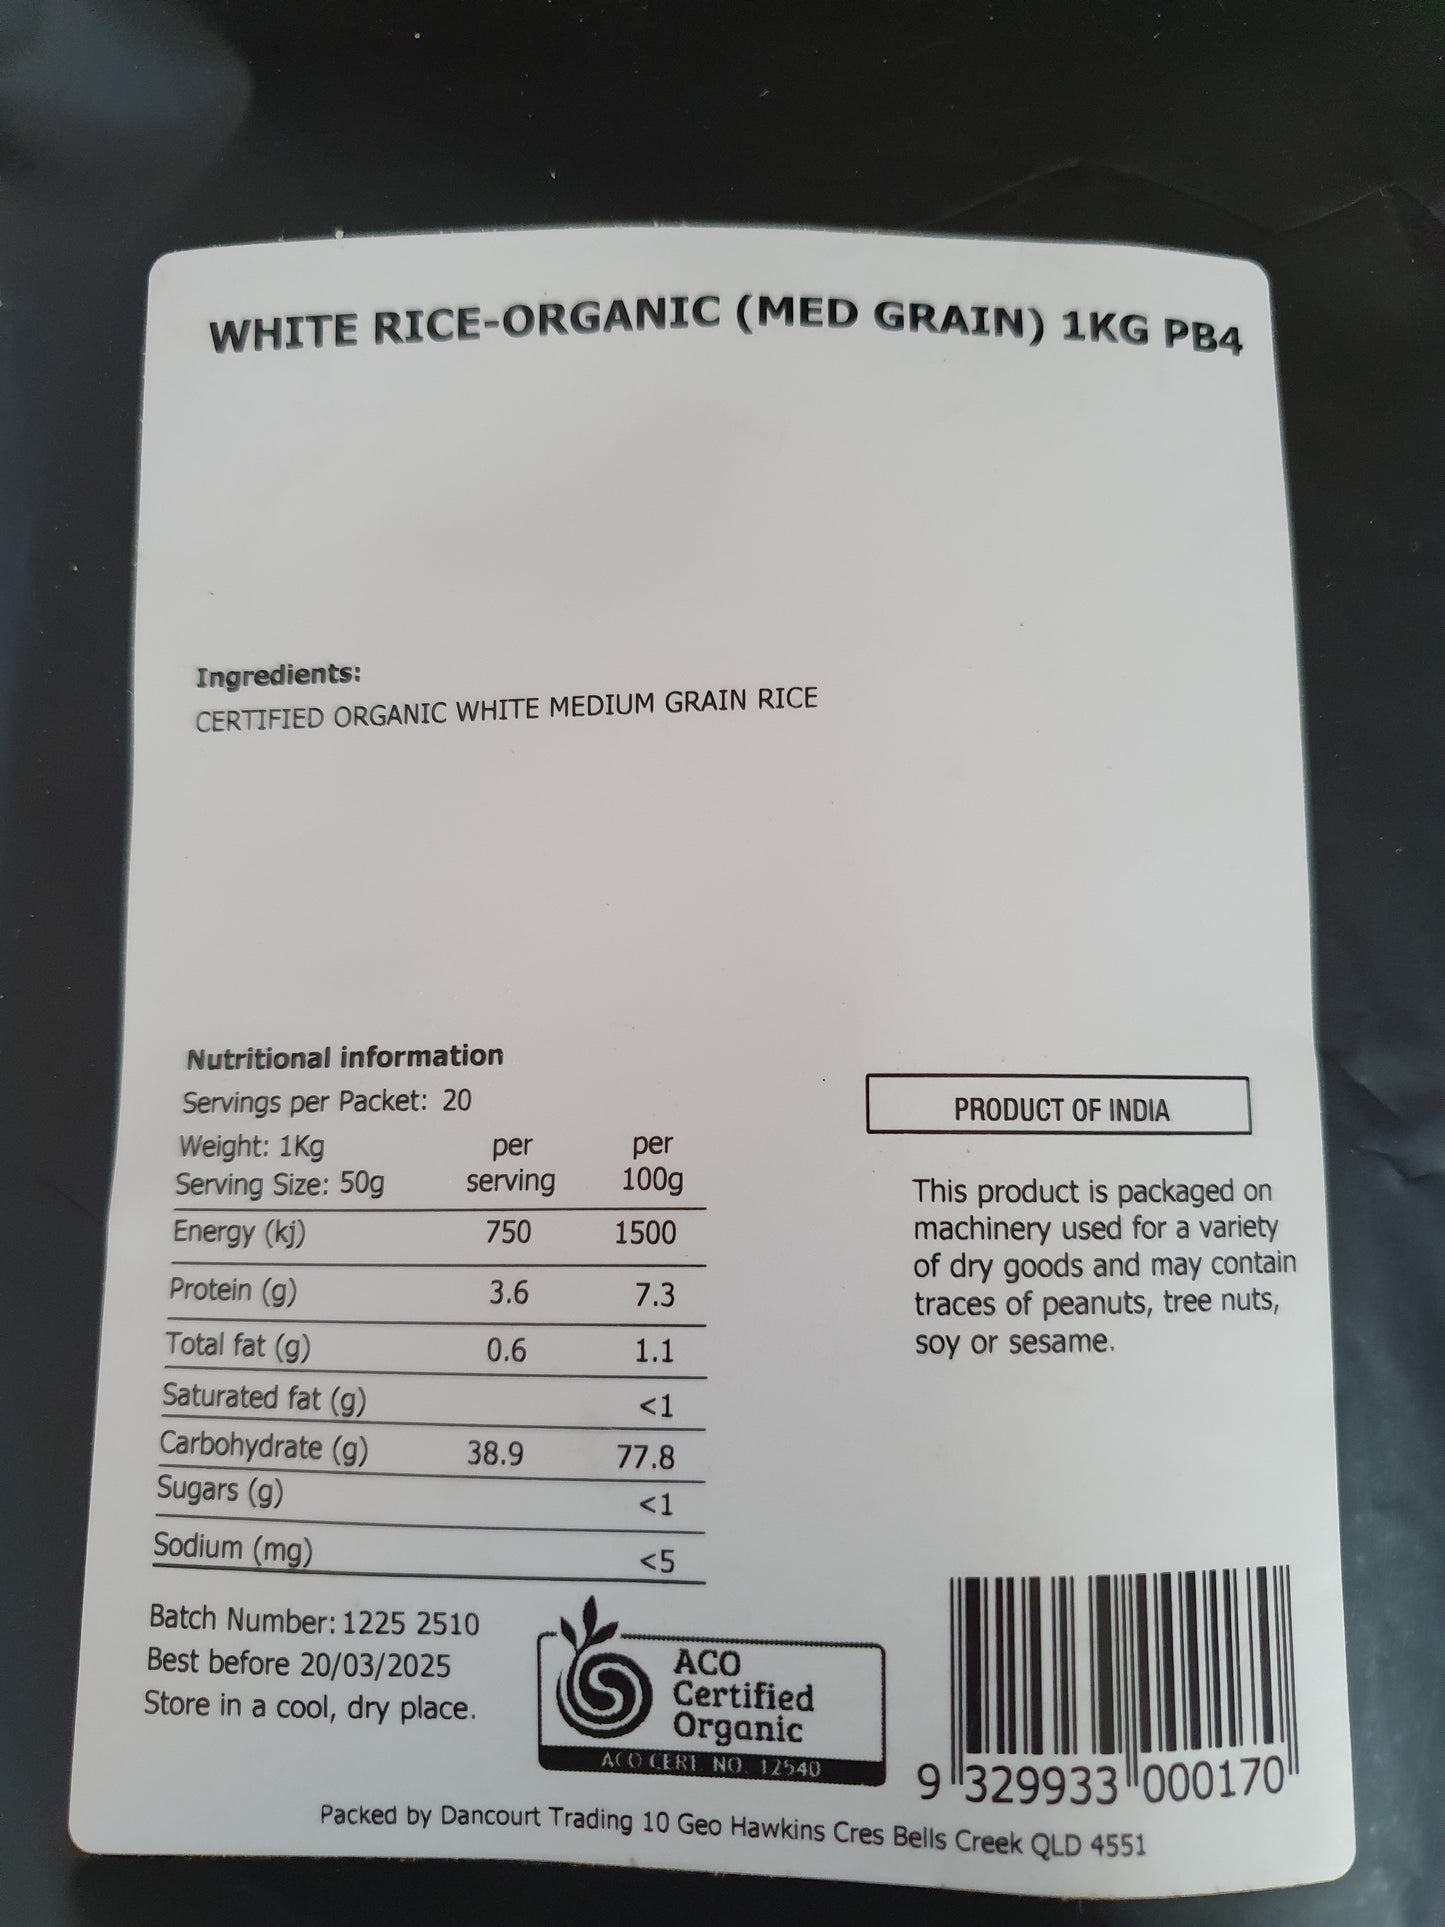 WHITE RICE-ORGANIC (MED GRAIN) 1KG PB4
Ingredients:
CERTIFIED ORGANIC WHITE MEDIUM GRAIN RICE
Nutritional information
Servings per Packet: 20
Weight: 1Kg per per
Serving Size: 50g serving 100g
Energy (kj) 750 1500
Protein (g) 3.6 7.3
Total fat (g) 0.6 1.1
Saturated fat (g) <1
Carbohydrate (g) 38.9 77.8
Sugars (g) <1
Sodium (mg) <5
PRODUCT OF INDIA
This product is packaged on
machinery used for a variety
of dry goods and may contain
traces of peanuts, tree nuts,
soy or sesame.
Batch Number: 1225 2510
Best before 20/03/2025
Store in a cool, dry place.
ACO
Certified
Organic
ACO CERT. NO. 12540
9 329933 000170
Packed by Dancourt Trading 10 Geo Hawkins Cres Bells Creek QLD 4551